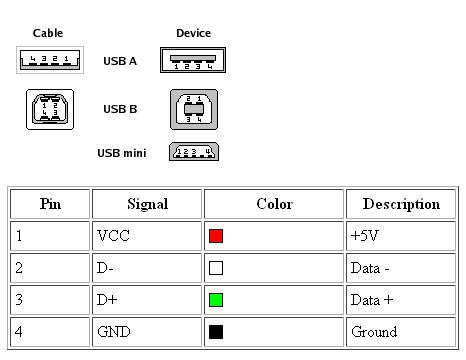 Cable Device
4 3 2 1 USB A 1 2 3 4
1 2 USB B 2 1
4 3 3 4
USB mini 1 2 3 4
Pin Signal Color Description
1 VCC +5V
2 D- Data -
3 D+ Data +
4 GND Ground